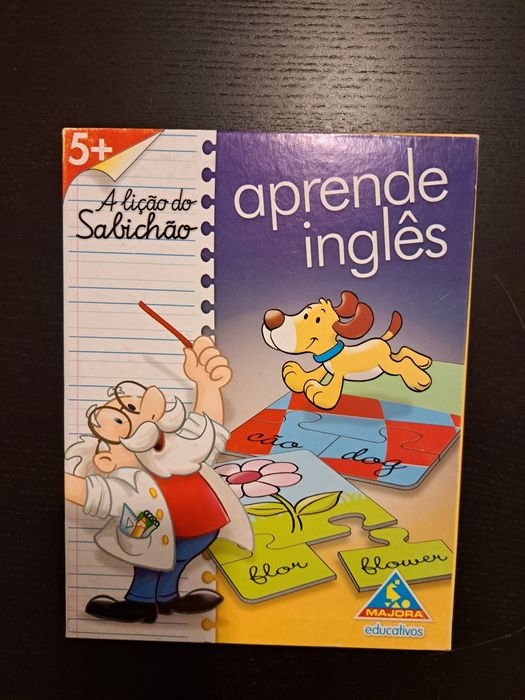 5+
A lição do
Sabichão
aprende
inglês
cão
dog
flor
flower
MAJORA
educativos